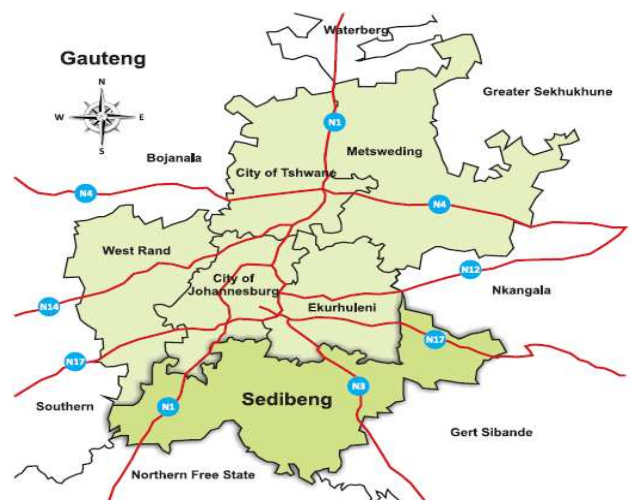 Waterberg
Gauteng
N
W E
S
Greater Sekhukhune
N1
Metsweding
Bojanala
City of Tshwane
N4
N4
West Rand
N12
City of
Johannesburg
Nkangala
Ekurhuleni
N14
N17
N17
N3
Sedibeng
Southern
N1
Gert Sibande
Northern Free State